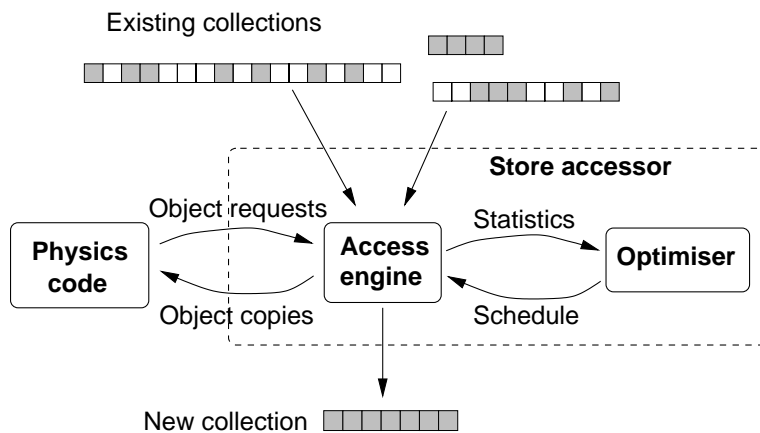 Existing collections
Store accessor
Object requests
Statistics
Physics
code
Access
engine
Optimiser
Object copies
Schedule
New collection